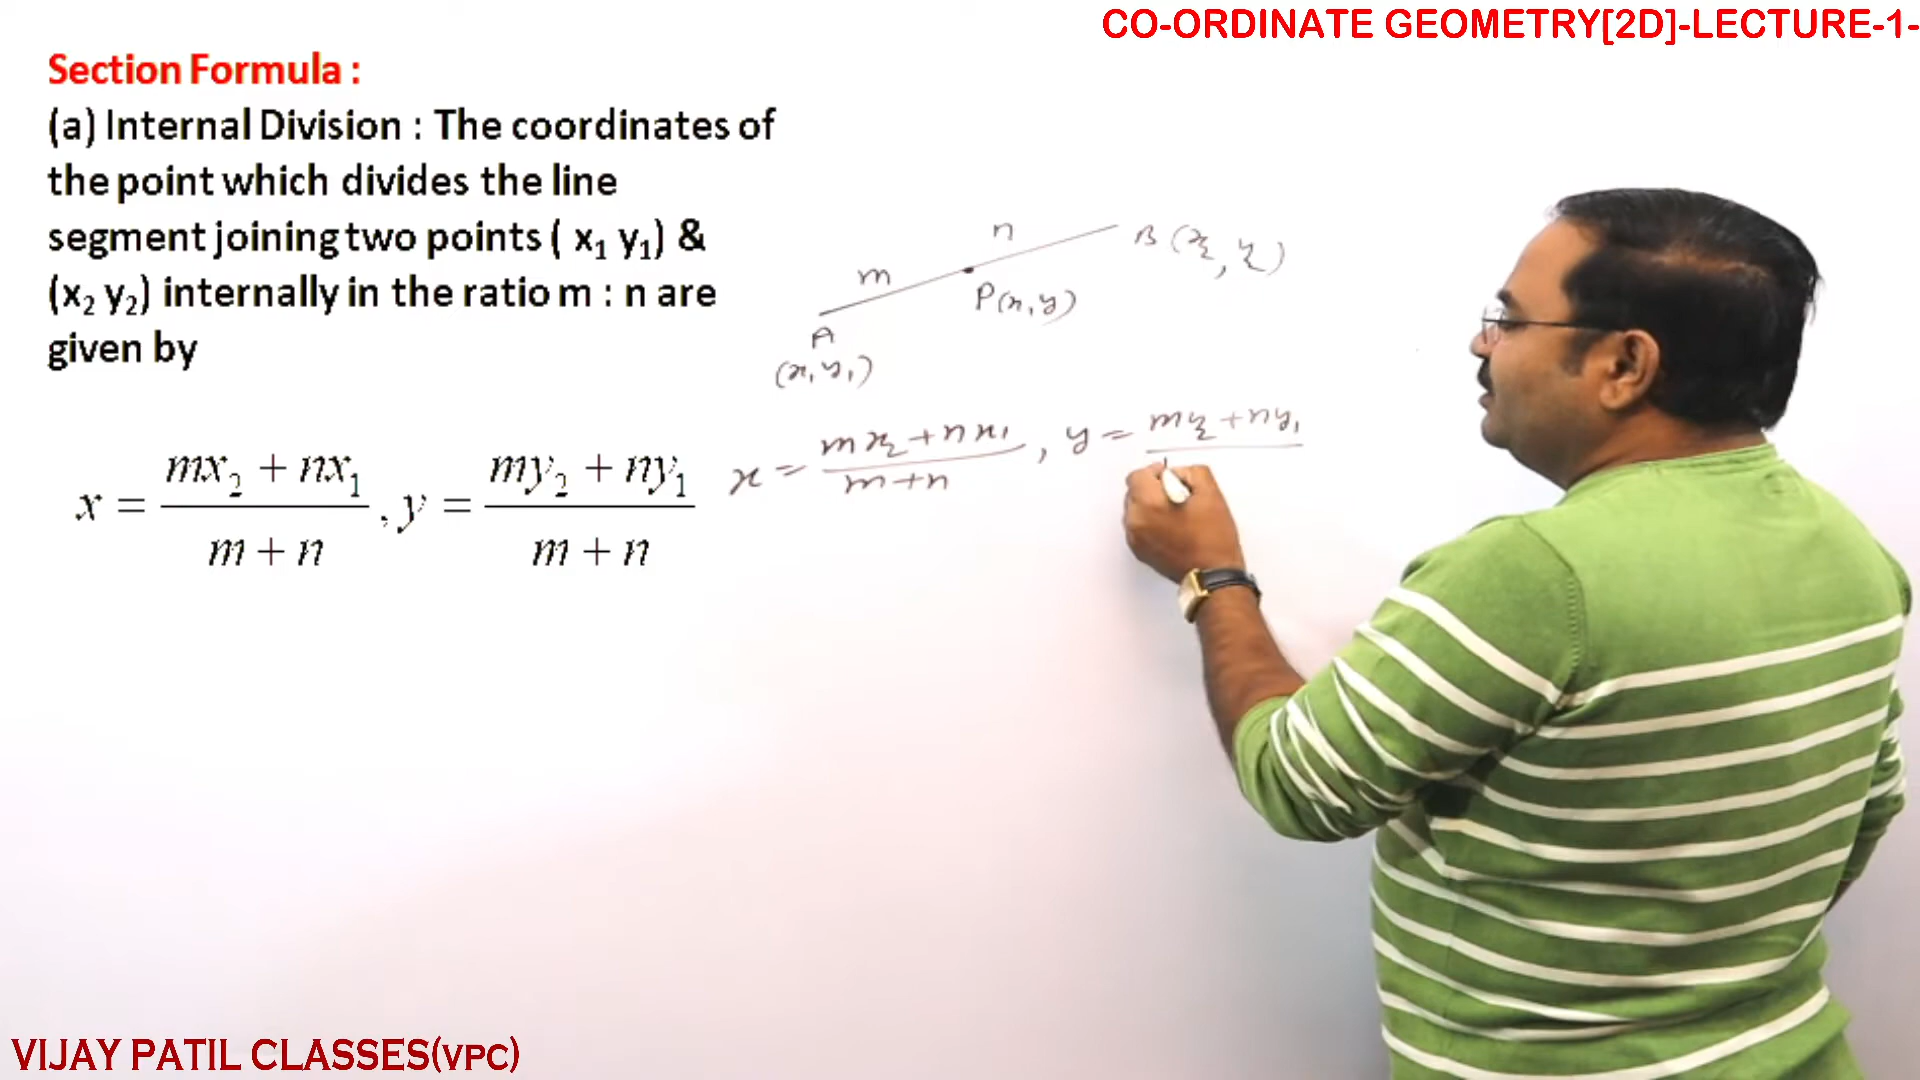 CO-ORDINATE GEOMETRY[2D]-LECTURE-1-
Section Formula :
(a) Internal Division : The coordinates of
the point which divides the line
segment joining two points ( x₁ y₁) &
(x₂ y₂) internally in the ratio m : n are
given by
x = (mx₂ + nx₁)/(m + n) , y = (my₂ + ny₁)/(m + n)
m
n
A
(x₁ y₁)
P(x, y)
B (x₂, y₂)
x = (mx₂ + nx₁)/(m+n) , y = my₂ + ny₁
VIJAY PATIL CLASSES(VPC)